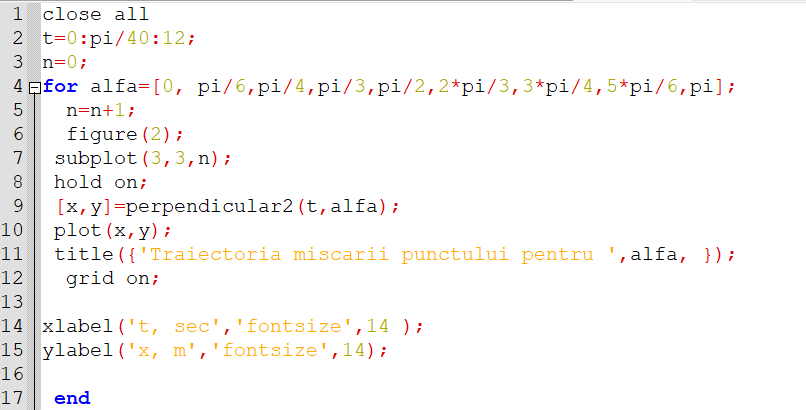 1 close all
2 t=0:pi/40:12;
3 n=0;
4 for alfa=[0, pi/6,pi/4,pi/3,pi/2,2*pi/3,3*pi/4,5*pi/6,pi];
5 n=n+1;
6 figure(2);
7 subplot(3,3,n);
8 hold on;
9 [x,y]=perpendicular2(t,alfa);
10 plot(x,y);
11 title({'Traiectoria miscarii punctului pentru ',alfa, });
12 grid on;
13
14 xlabel('t, sec','fontsize',14 );
15 ylabel('x, m','fontsize',14);
16
17 end